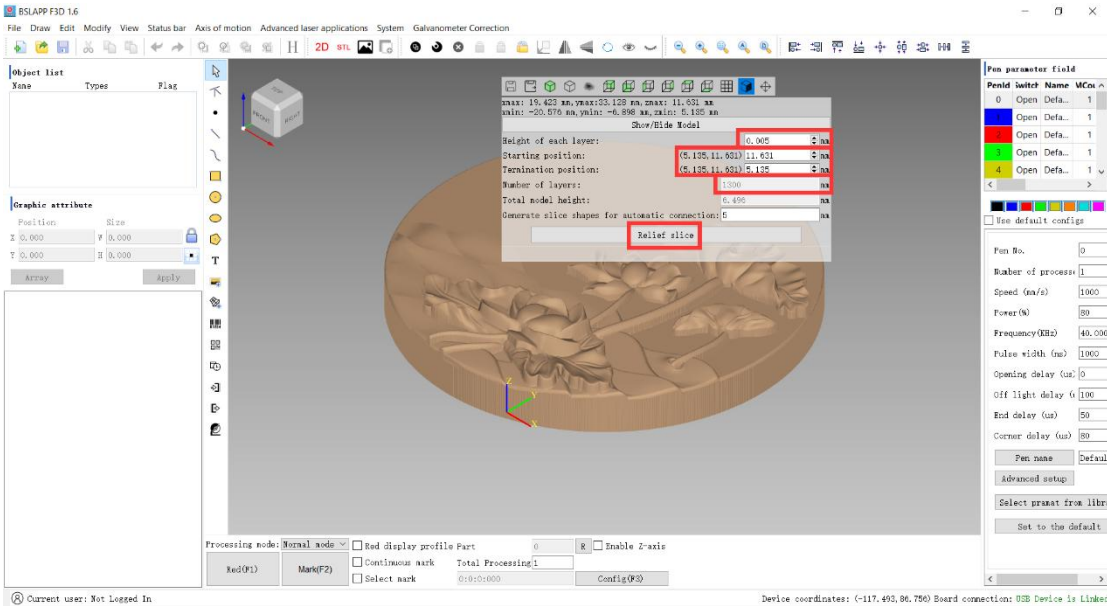 BSLAPP F3D 1.6
File Draw Edit Modify View Status bar Axis of motion Advanced laser applications System Galvanometer Correction
2D STL
Object list
Name Types Flag
Graphic attribute
Position Size
X 0.000 W 0.000
Y 0.000 H 0.000
Array Apply
TOP
FRONT RIGHT
xmax: 19.423 mm,ymax:33.128 mm,zmax: 11.631 mm
xmin: -20.576 mm,ymin: -6.898 mm,zmin: 5.135 mm
Show/Hide Model
Height of each layer: 0.005 mm
Starting position: (5.135,11.631) 11.631 mm
Termination position: (5.135,11.631) 5.135 mm
Number of layers: 1300 mm
Total model height: 6.496 mm
Generate slice shapes for automatic connection: 5 mm
Relief slice
Z
Y
X
Pen parameter field
PenId Switch Name
0 Open Defa... 1
Open Defa... 1
2 Open Defa... 1
3 Open Defa... 1
4 Open Defa... 1
Use default configs
Pen No. 0
Number of process 1
Speed (mm/s) 1000
Power(%) 80
Frequency(KHz) 40.000
Pulse width (ns) 1000
Opening delay (us) 0
Off light delay (u 100
End delay (us) 50
Corner delay (us) 80
Pen name Defaul
Advanced setup
Select pramat from libr
Set to the default
Processing mode: Normal mode Red display profile Part 0 R Enable Z-axis
Red(F1) Mark(F2) Continuous mark Total Processing 1
Select mark 0:0:0:000 Config(F3)
Current user: Not Logged In Device coordinates: (-117.493,86.756) Board connection: USB Device is Linked